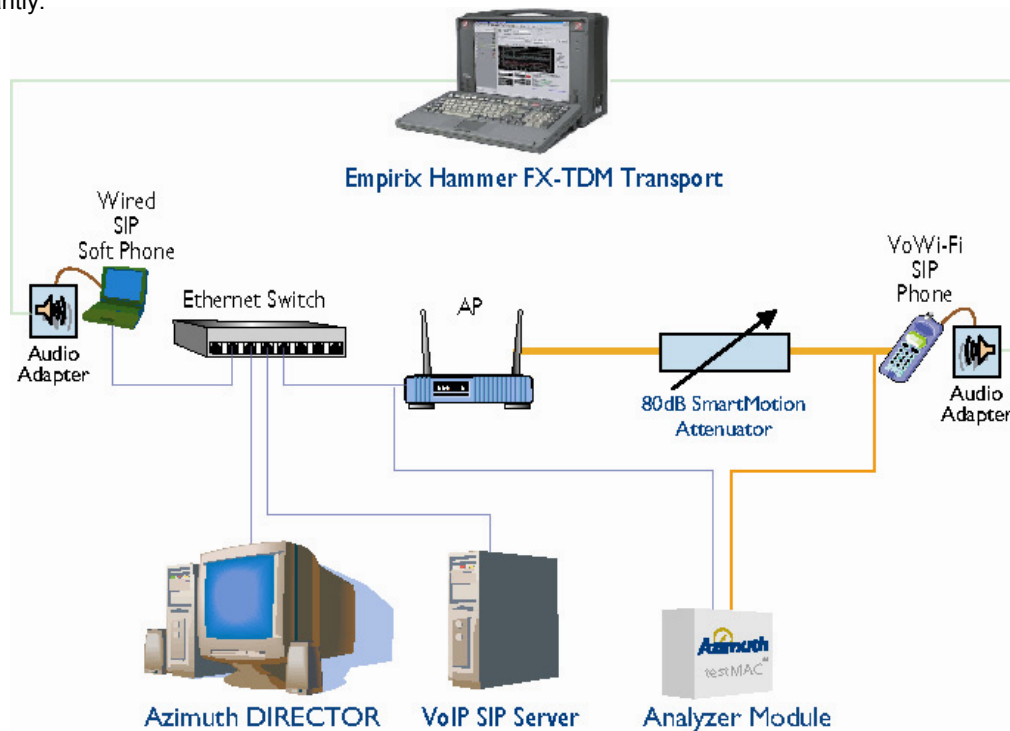 antly.
Empirix Hammer FX-TDM Transport
Wired
SIP
Soft Phone
VoWi-Fi
SIP
Phone
Ethernet Switch
AP
Audio
Adapter
80dB SmartMotion
Attenuator
Audio
Adapter
Azimuth
testMAC
Azimuth DIRECTOR
VoIP SIP Server
Analyzer Module